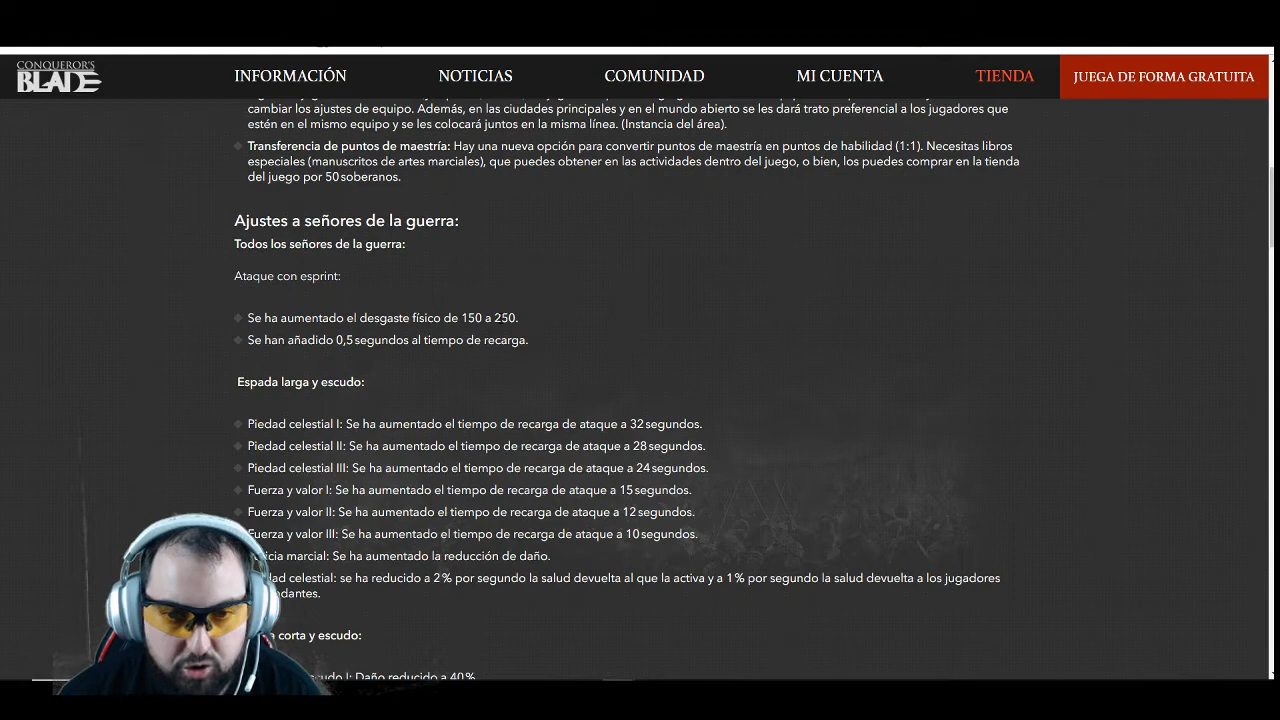 CONQUEROR'S
BLADE
INFORMACIÓN
NOTICIAS
COMUNIDAD
MI CUENTA
TIENDA
JUEGA DE FORMA GRATUITA
cambiar los ajustes de equipo. Además, en las ciudades principales y en el mundo abierto se les dará trato preferencial a los jugadores que
estén en el mismo equipo y se les colocará juntos en la misma línea. (Instancia del área).
Transferencia de puntos de maestría: Hay una nueva opción para convertir puntos de maestría en puntos de habilidad (1:1). Necesitas libros
especiales (manuscritos de artes marciales), que puedes obtener en las actividades dentro del juego, o bien, los puedes comprar en la tienda
del juego por 50 soberanos.
Ajustes a señores de la guerra:
Todos los señores de la guerra:
Ataque con esprint:
Se ha aumentado el desgaste físico de 150 a 250.
Se han añadido 0,5 segundos al tiempo de recarga.
Espada larga y escudo:
Piedad celestial I: Se ha aumentado el tiempo de recarga de ataque a 32 segundos.
Piedad celestial II: Se ha aumentado el tiempo de recarga de ataque a 28 segundos.
Piedad celestial III: Se ha aumentado el tiempo de recarga de ataque a 24 segundos.
Fuerza y valor I: Se ha aumentado el tiempo de recarga de ataque a 15 segundos.
Fuerza y valor II: Se ha aumentado el tiempo de recarga de ataque a 12 segundos.
Fuerza y valor III: Se ha aumentado el tiempo de recarga de ataque a 10 segundos.
marcial: Se ha aumentado la reducción de daño.
celestial: se ha reducido a 2 % por segundo la salud devuelta al que la activa y a 1 % por segundo la salud devuelta a los jugadores
corta y escudo:
I: Daño reducido a 40 %